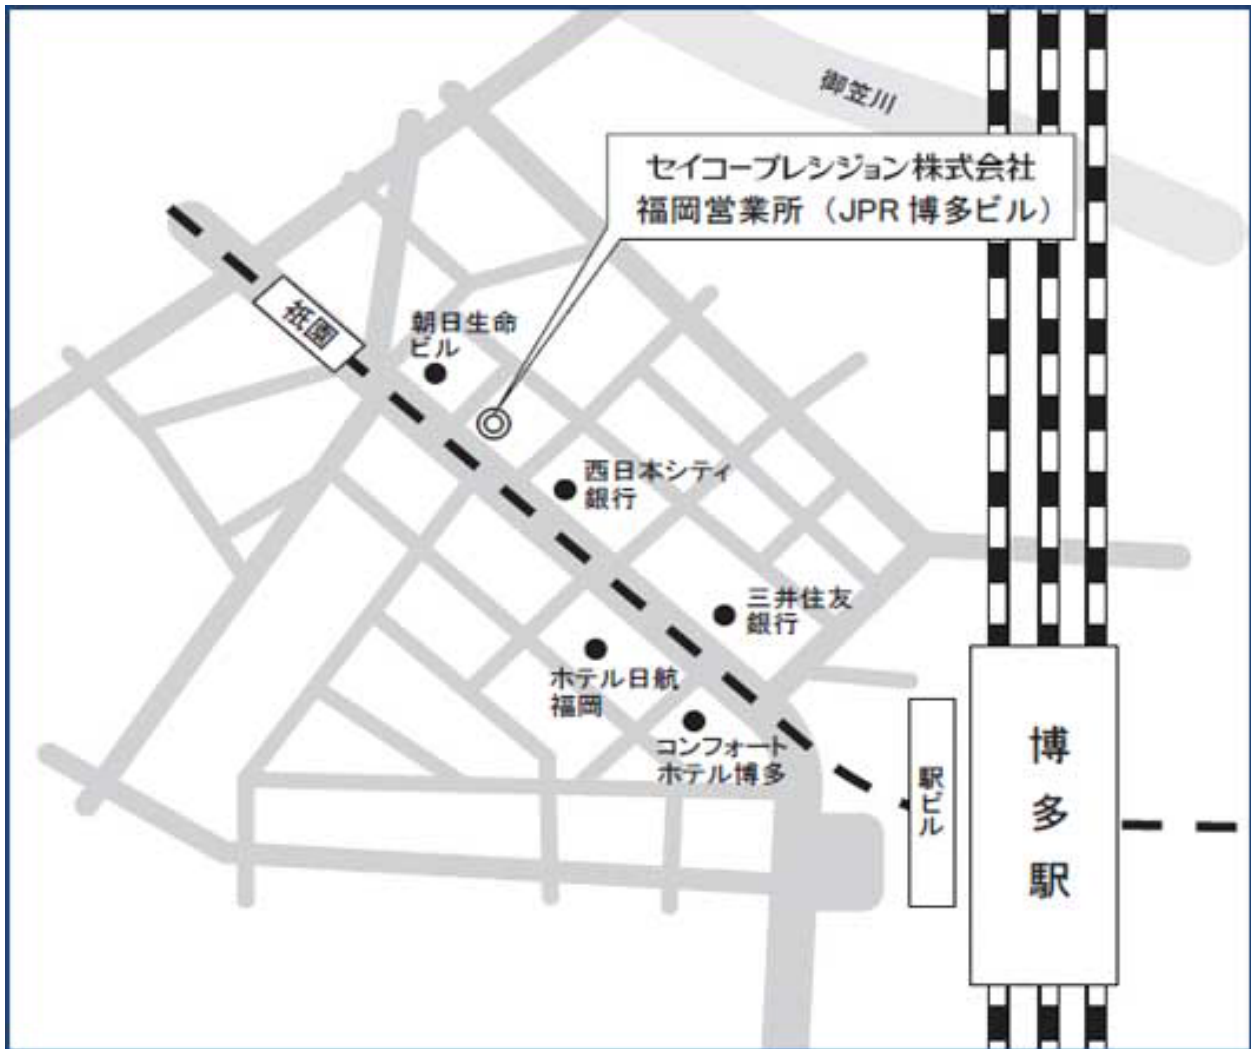 御笠川
セイコープレシジョン株式会社
福岡営業所（JPR 博多ビル）
祇園
朝日生命
ビル
西日本シティ
銀行
三井住友
銀行
ホテル日航
福岡
コンフォート
ホテル博多
駅ビル
博多駅